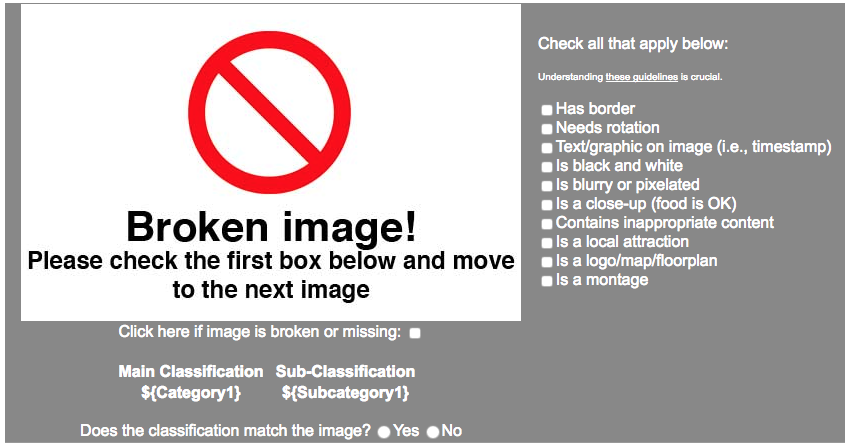 Broken image!
Please check the first box below and move
to the next image
Click here if image is broken or missing:
Main Classification Sub-Classification
${Category1} ${Subcategory1}
Does the classification match the image? Yes No
Check all that apply below:
Understanding these guidelines is crucial.
Has border
Needs rotation
Text/graphic on image (i.e., timestamp)
Is black and white
Is blurry or pixelated
Is a close-up (food is OK)
Contains inappropriate content
Is a local attraction
Is a logo/map/floorplan
Is a montage